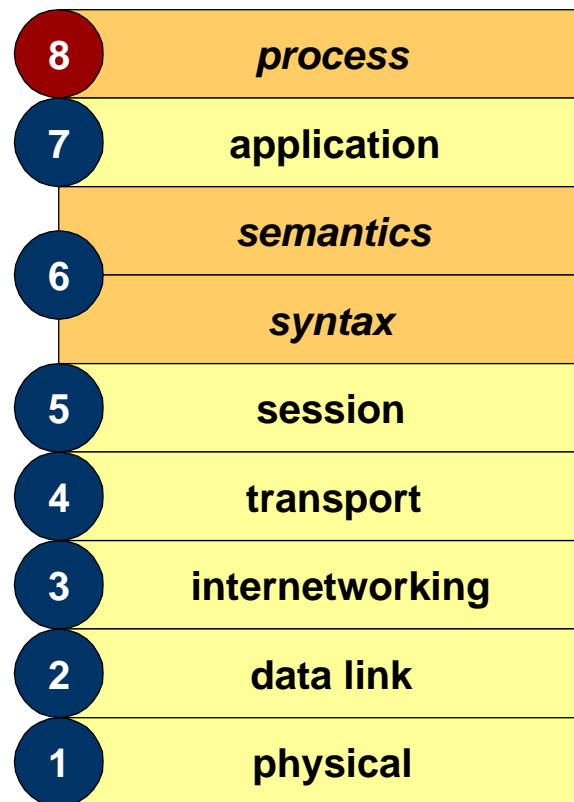 8 process
7 application
semantics
6
syntax
5 session
4 transport
3 internetworking
2 data link
1 physical